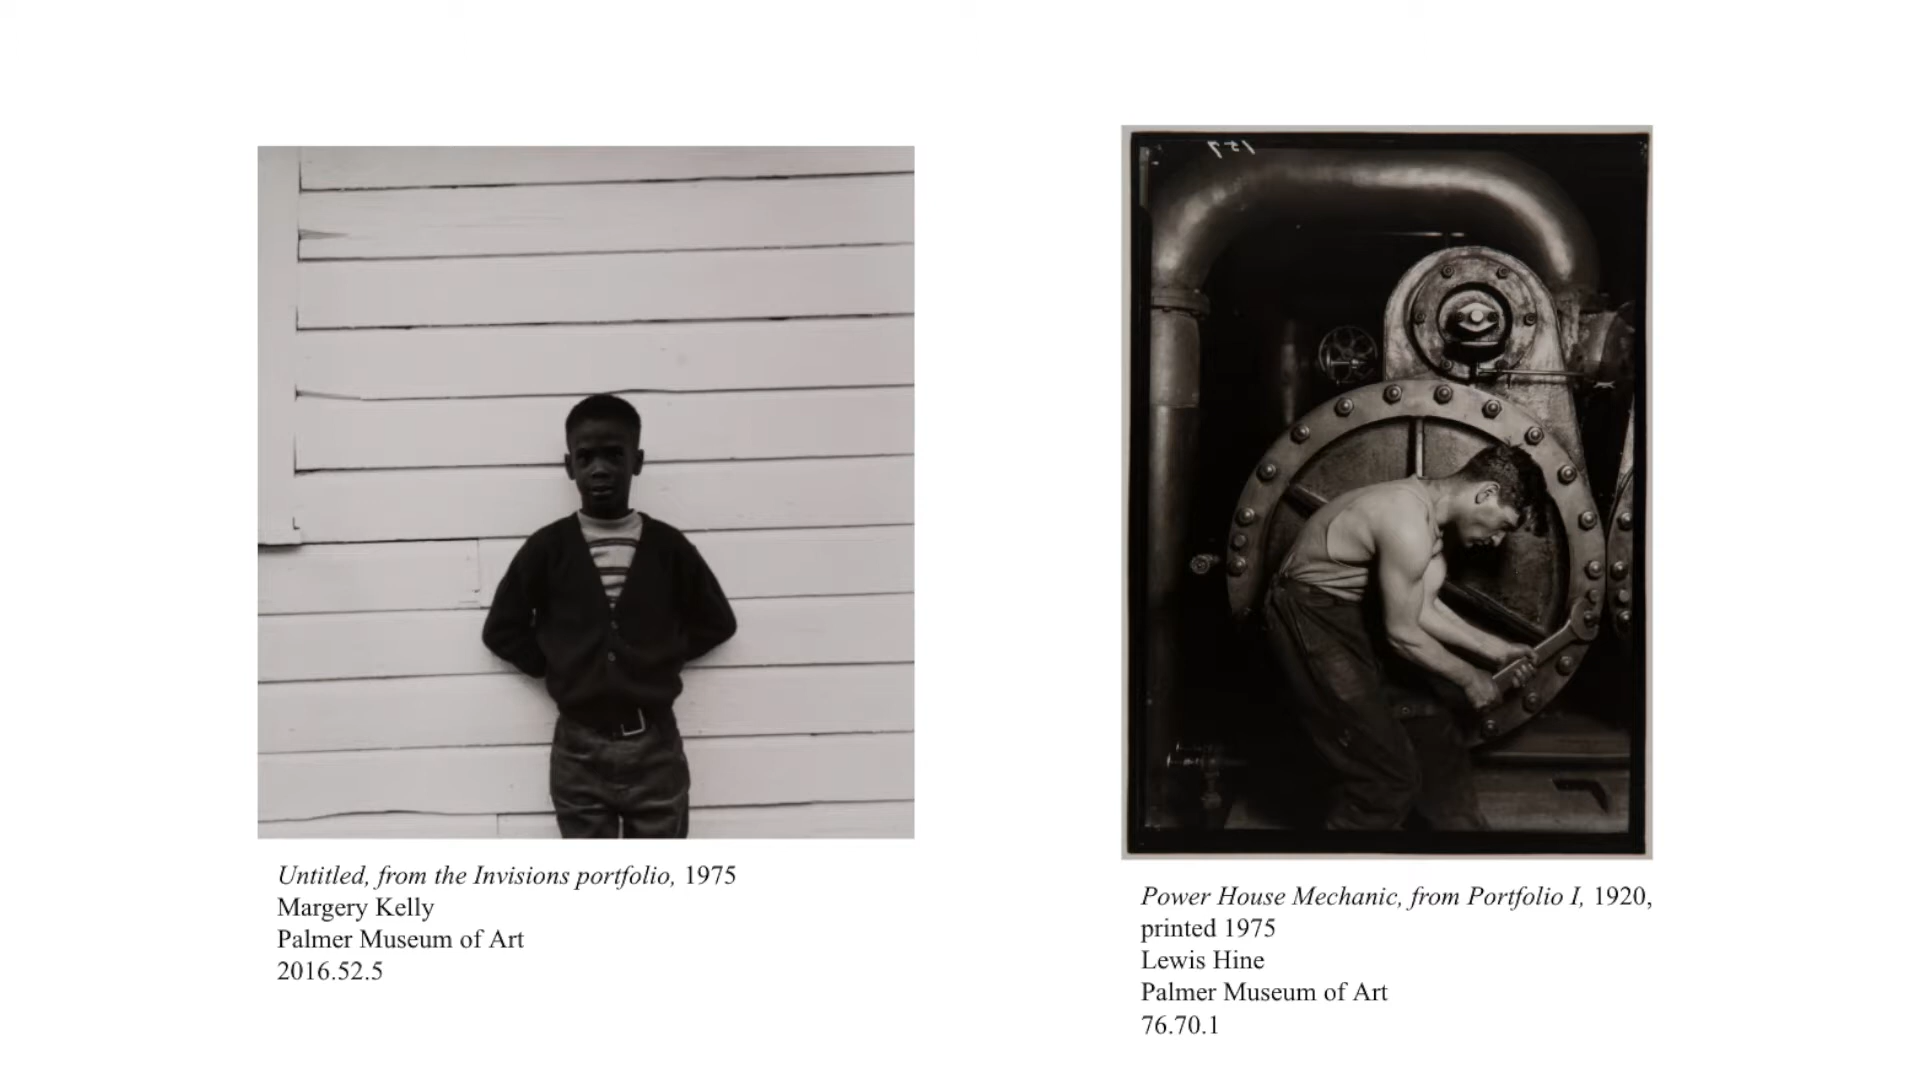 Untitled, from the Invisions portfolio, 1975
Margery Kelly
Palmer Museum of Art
2016.52.5
Power House Mechanic, from Portfolio I, 1920,
printed 1975
Lewis Hine
Palmer Museum of Art
76.70.1